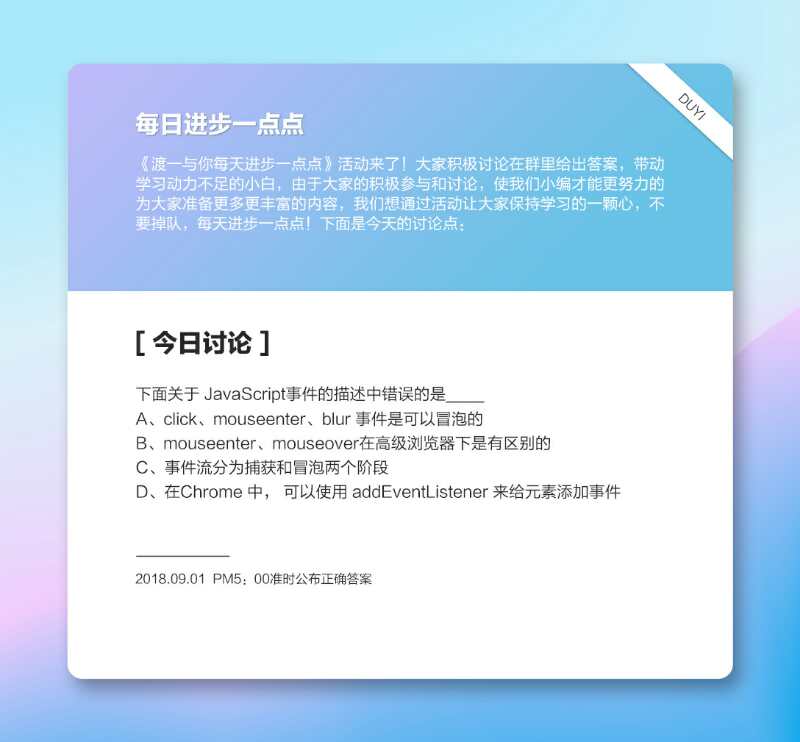 DUYI
每日进步一点点
《渡一与你每天进步一点点》活动来了！大家积极讨论在群里给出答案，带动
学习动力不足的小白，由于大家的积极参与和讨论，使我们小编才能更努力的
为大家准备更多更丰富的内容，我们想通过活动让大家保持学习的一颗心，不
要掉队，每天进步一点点！下面是今天的讨论点：
[ 今日讨论 ]
下面关于 JavaScript事件的描述中错误的是_____
A、click、mouseenter、blur 事件是可以冒泡的
B、mouseenter、mouseover在高级浏览器下是有区别的
C、事件流分为捕获和冒泡两个阶段
D、在Chrome 中， 可以使用 addEventListener 来给元素添加事件
2018.09.01 PM5：00准时公布正确答案